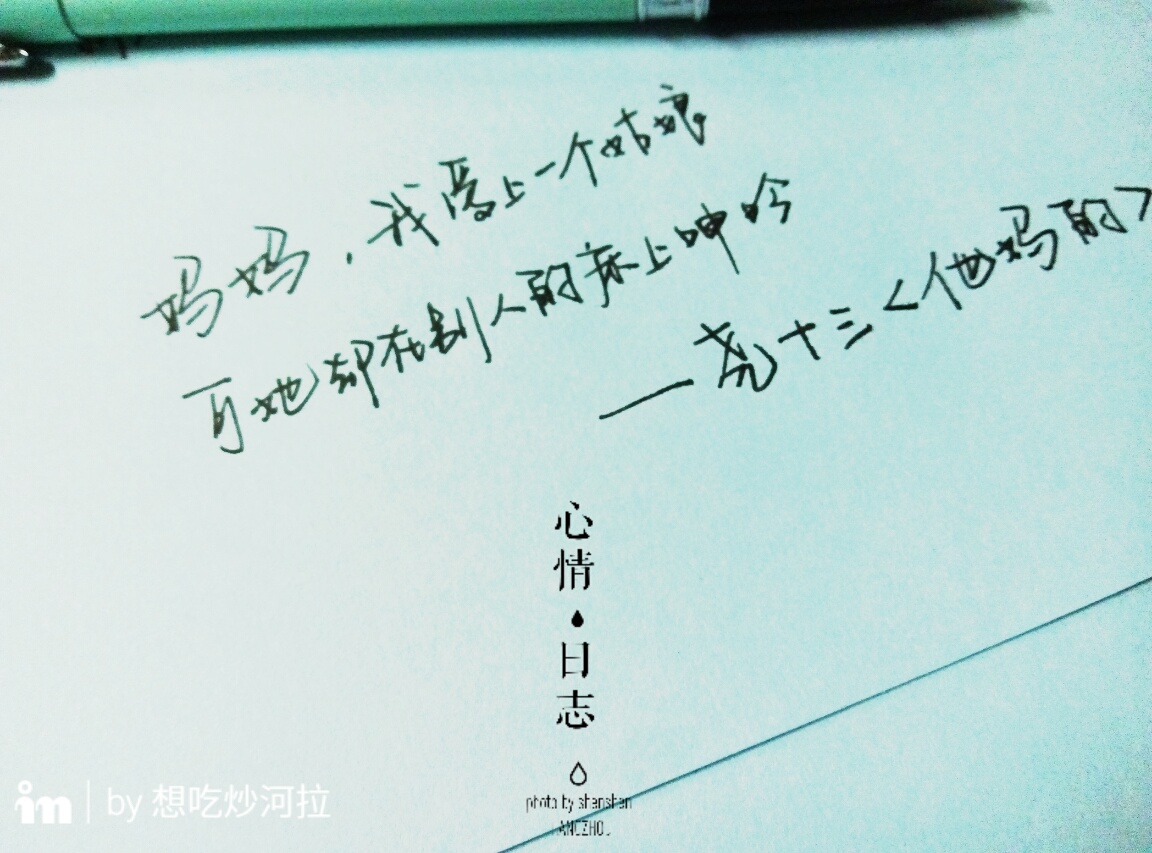 妈妈，我爱上一个姑娘
可她却在别人的床上呻吟
——尧十三<他妈的>
心情·日志
photo by shenshen
ANGZHOU
im | by 想吃炒河拉